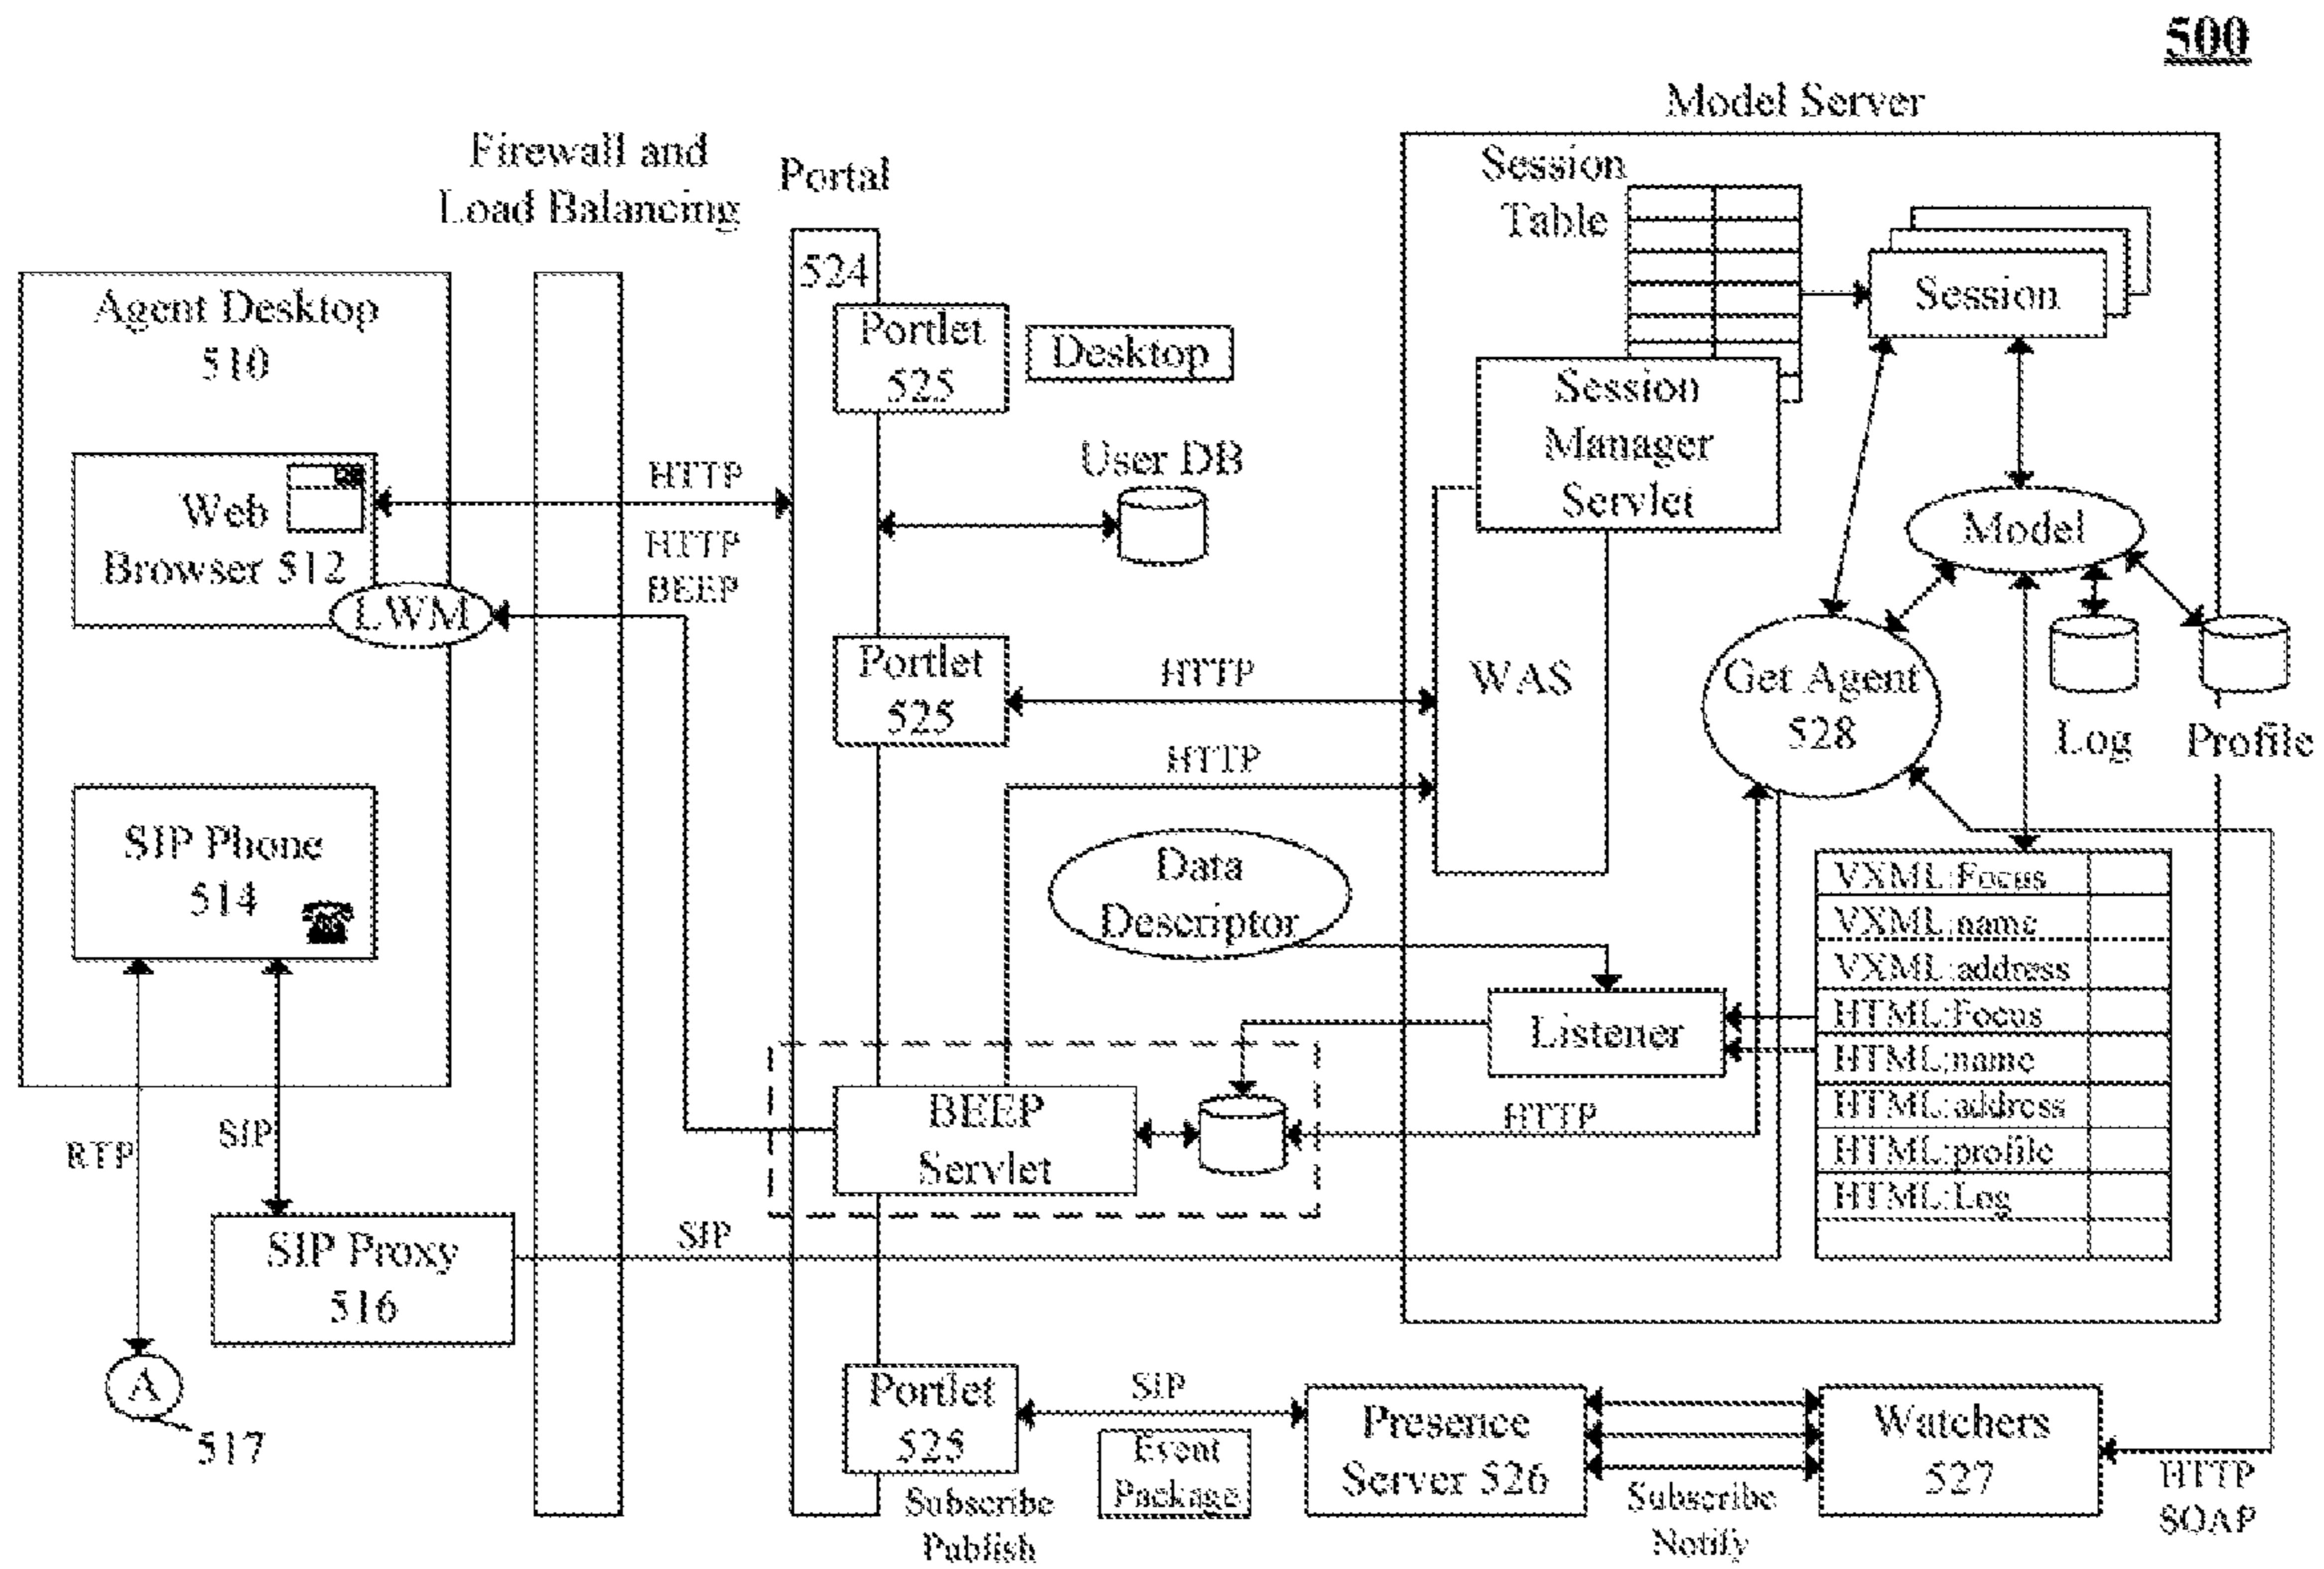 500
Model Server
Firewall and
Load Balancing
Portal
Session
Table
524
Agent Desktop
510
Portlet
525
Desktop
Session
Session
Manager
Servlet
User DB
HTTP
Web
Browser 512
HTTP
BEEP
LWM
Model
Portlet
525
HTTP
WAS
Get Agent
528
Log
Profile
HTTP
SIP Phone
514
Data
Descriptor
VXML:Focus
VXML:name
VXML:address
HTML:Focus
HTML:name
HTML:address
HTML:profile
HTML:Log
Listener
BEEP
Servlet
HTTP
RTP
SIP
SIP Proxy
516
SIP
A
517
Portlet
525
Subscribe
Publish
SIP
Event
Package
Presence
Server 526
Subscribe
Notify
Watchers
527
HTTP
SOAP